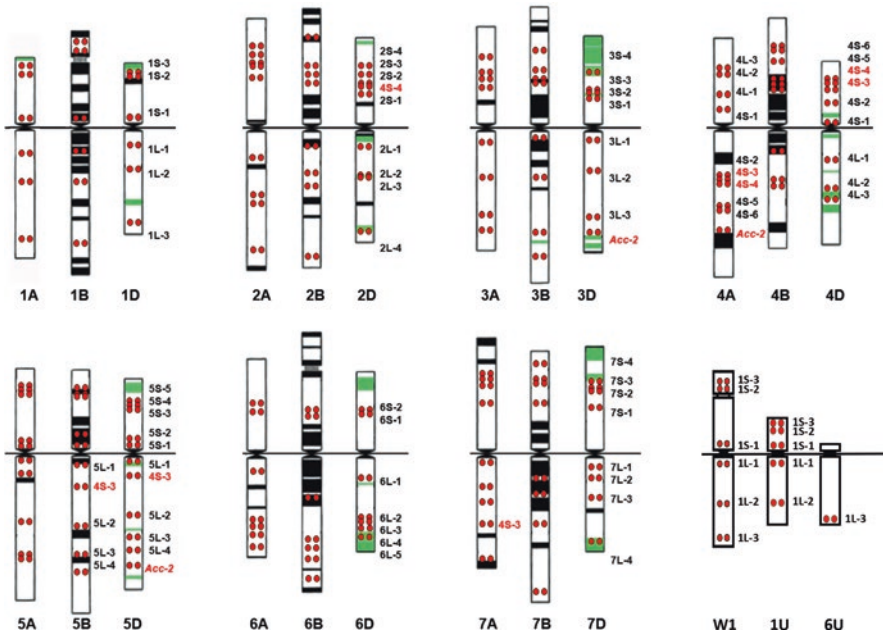 1S-3
1S-2
1S-1
1L-1
1L-2
1L-3
1A 1B 1D
2S-4
2S-3
2S-2
4S-4
2S-1
2L-1
2L-2
2L-3
2L-4
2A 2B 2D
3S-4
3S-3
3S-2
3S-1
3L-1
3L-2
3L-3
Acc-2
3A 3B 3D
4L-3
4L-2
4L-1
4S-1
4S-2
4S-3
4S-4
4S-5
4S-6
Acc-2
4S-6
4S-5
4S-4
4S-3
4S-2
4S-1
4L-1
4L-2
4L-3
4A 4B 4D
5L-1
4S-3
5L-2
5L-3
5L-4
5S-5
5S-4
5S-3
5S-2
5S-1
5L-1
4S-3
5L-2
5L-3
5L-4
Acc-2
5A 5B 5D
6S-2
6S-1
6L-1
6L-2
6L-3
6L-4
6L-5
6A 6B 6D
4S-3
7S-4
7S-3
7S-2
7S-1
7L-1
7L-2
7L-3
7L-4
7A 7B 7D
1S-3
1S-2
1S-1
1L-1
1L-2
1L-3
1S-3
1S-2
1S-1
1L-1
1L-2
1L-3
W1 1U 6U